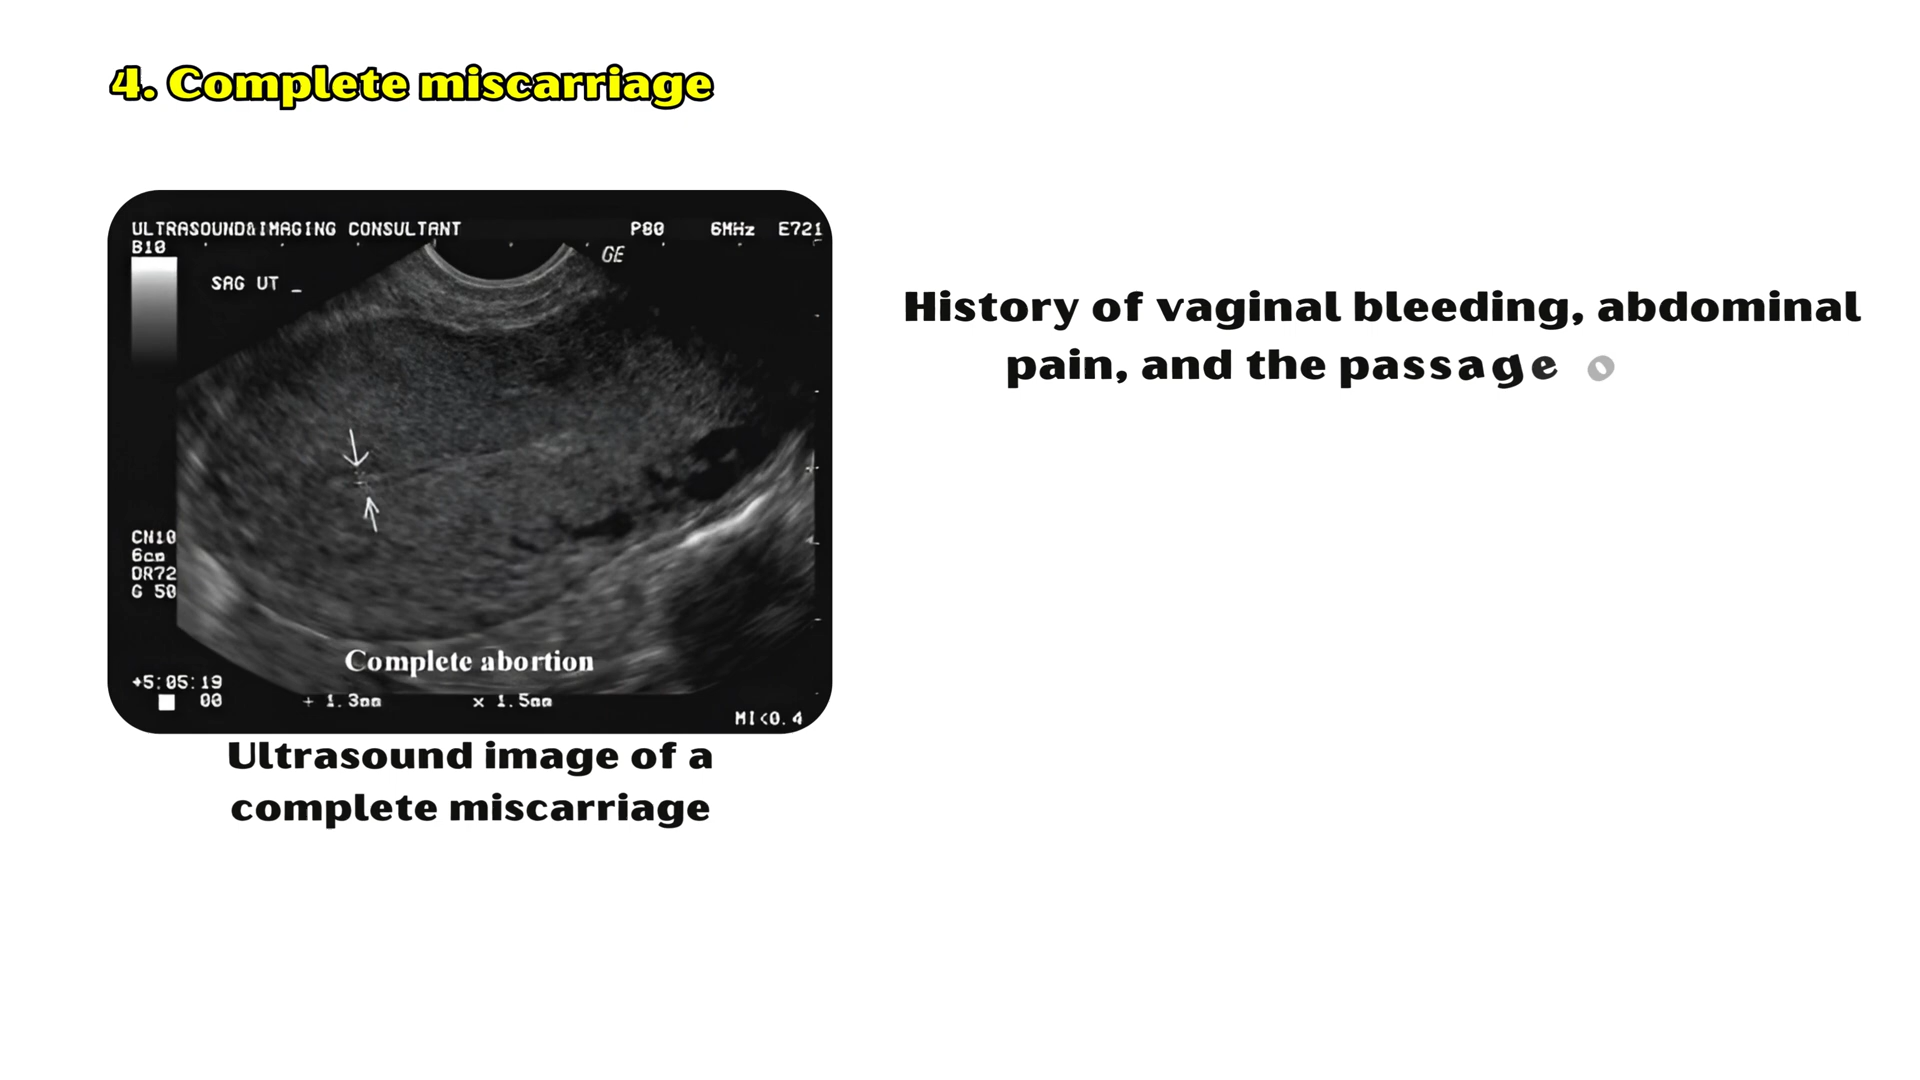 4. Complete miscarriage
ULTRASOUND&IMAGING CONSULTANT P80 6MHz E721
B10
GE
SAG UT _
History of vaginal bleeding, abdominal
pain, and the passage o
CN10
6cm
DR72
G 50
Complete abortion
+5:05:19
00 + 1.3mm x 1.5mm
MI<0.4
Ultrasound image of a
complete miscarriage